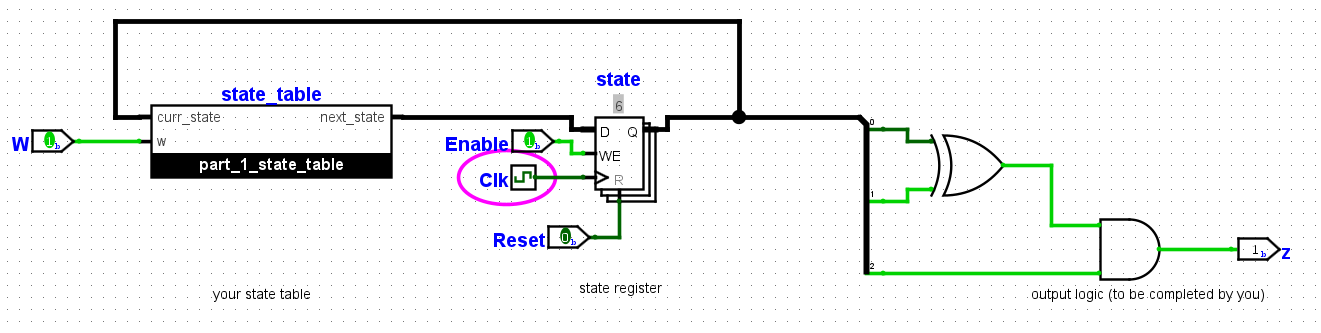 state
6
state_table
curr_state next_state
w
part_1_state_table
W
1 b
Enable
1 b
Clk
D Q
WE
R
Reset
0 b
0
1
2
1 b
z
your state table
state register
output logic (to be completed by you)